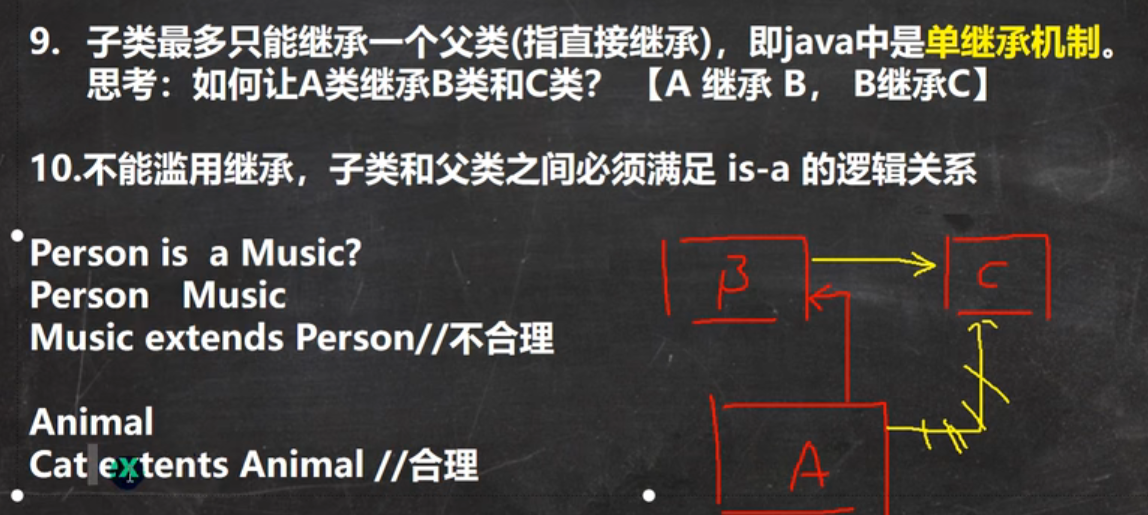 9. 子类最多只能继承一个父类(指直接继承)，即java中是单继承机制。
思考：如何让A类继承B类和C类？ 【A 继承 B， B继承C】
10.不能滥用继承，子类和父类之间必须满足 is-a 的逻辑关系
Person is a Music?
Person Music
Music extends Person//不合理
Animal
Cat extents Animal //合理
B
C
A